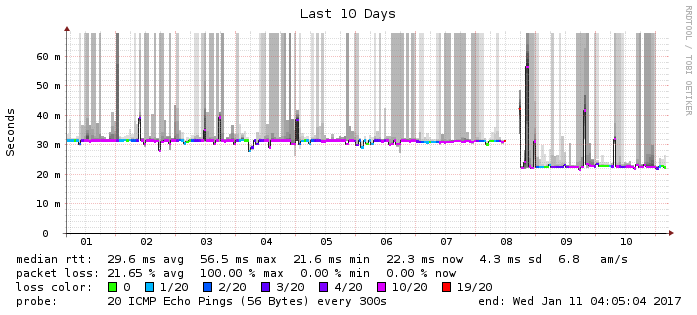 Last 10 Days
RRDTOOL / TOBI OETIKER
Seconds
60 m
50 m
40 m
30 m
20 m
10 m
0
01 02 03 04 05 06 07 08 09 10
median rtt: 29.6 ms avg 56.5 ms max 21.6 ms min 22.3 ms now 4.3 ms sd 6.8 am/s
packet loss: 21.65 % avg 100.00 % max 0.00 % min 0.00 % now
loss color: 0 1/20 2/20 3/20 4/20 10/20 19/20
probe: 20 ICMP Echo Pings (56 Bytes) every 300s end: Wed Jan 11 04:05:04 2017